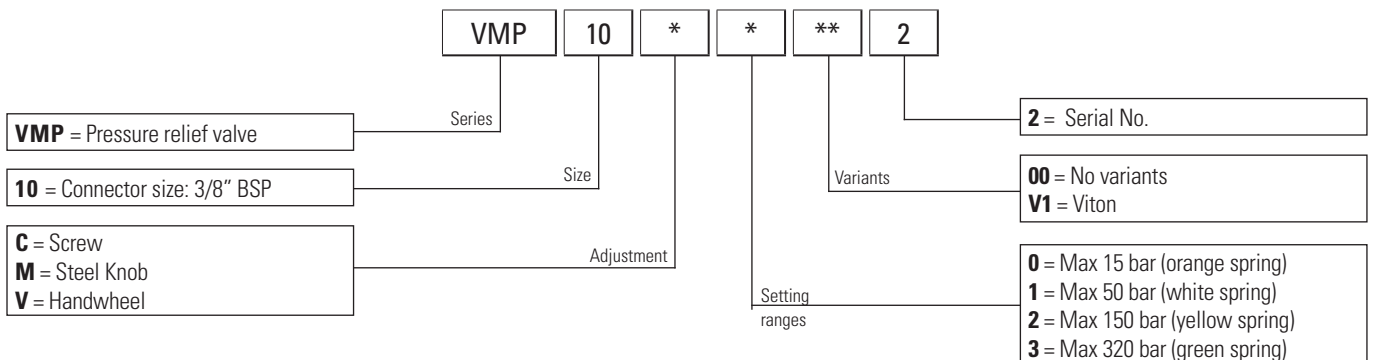 VMP 10 * * ** 2
Series
VMP = Pressure relief valve
2 = Serial No.
Size
10 = Connector size: 3/8” BSP
Variants
00 = No variants
V1 = Viton
C = Screw
M = Steel Knob
V = Handwheel
Adjustment
Setting
ranges
0 = Max 15 bar (orange spring)
1 = Max 50 bar (white spring)
2 = Max 150 bar (yellow spring)
3 = Max 320 bar (green spring)